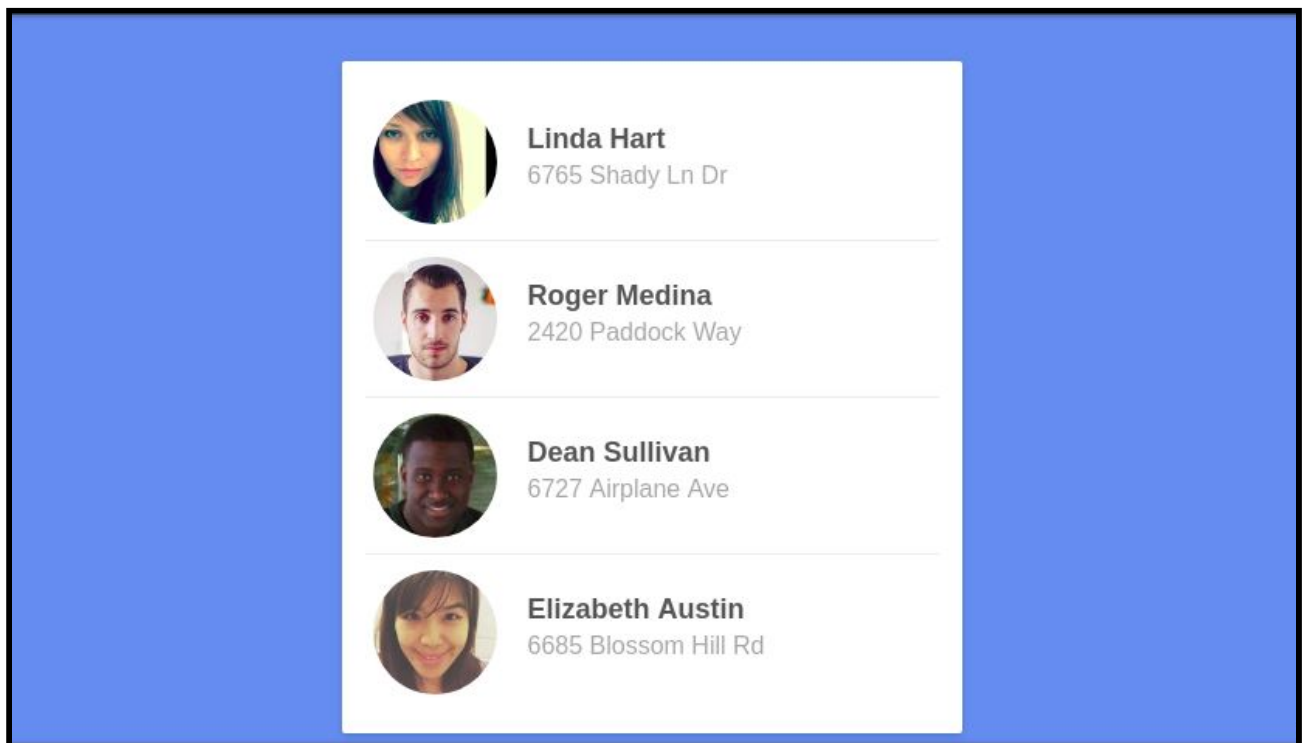 Linda Hart
6765 Shady Ln Dr
Roger Medina
2420 Paddock Way
Dean Sullivan
6727 Airplane Ave
Elizabeth Austin
6685 Blossom Hill Rd